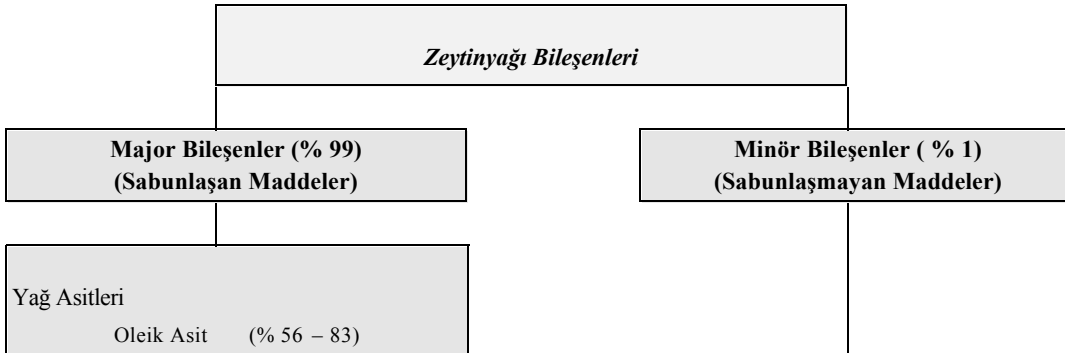 Zeytinyağı Bileşenleri
Major Bileşenler (% 99)
(Sabunlaşan Maddeler)
Minör Bileşenler ( % 1)
(Sabunlaşmayan Maddeler)
Yağ Asitleri
Oleik Asit (% 56 – 83)